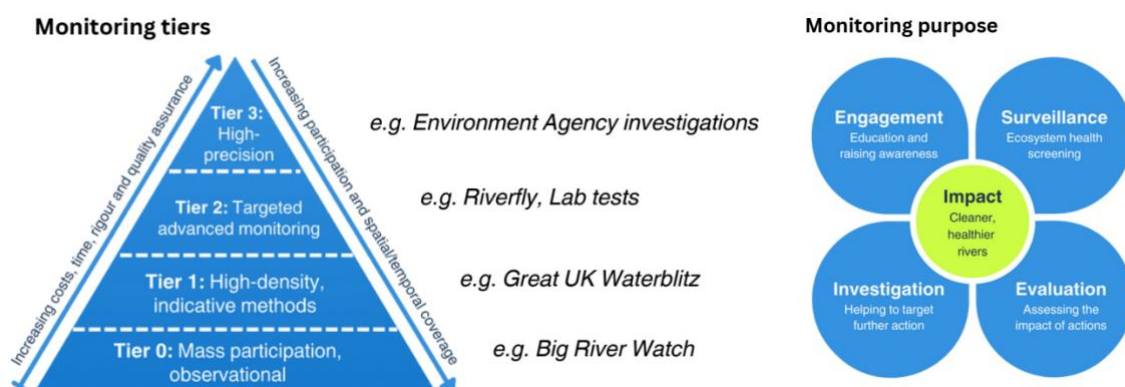 Monitoring tiers
Increasing costs, time, rigour and quality assurance
Increasing participation and spatial/temporal coverage
Tier 3:
High-
precision
e.g. Environment Agency investigations
Tier 2: Targeted
advanced monitoring
e.g. Riverfly, Lab tests
Tier 1: High-density,
indicative methods
e.g. Great UK Waterblitz
Tier 0: Mass participation,
observational
e.g. Big River Watch
Monitoring purpose
Engagement
Education and
raising awareness
Surveillance
Ecosystem health
screening
Impact
Cleaner,
healthier
rivers
Investigation
Helping to target
further action
Evaluation
Assessing the
impact of actions